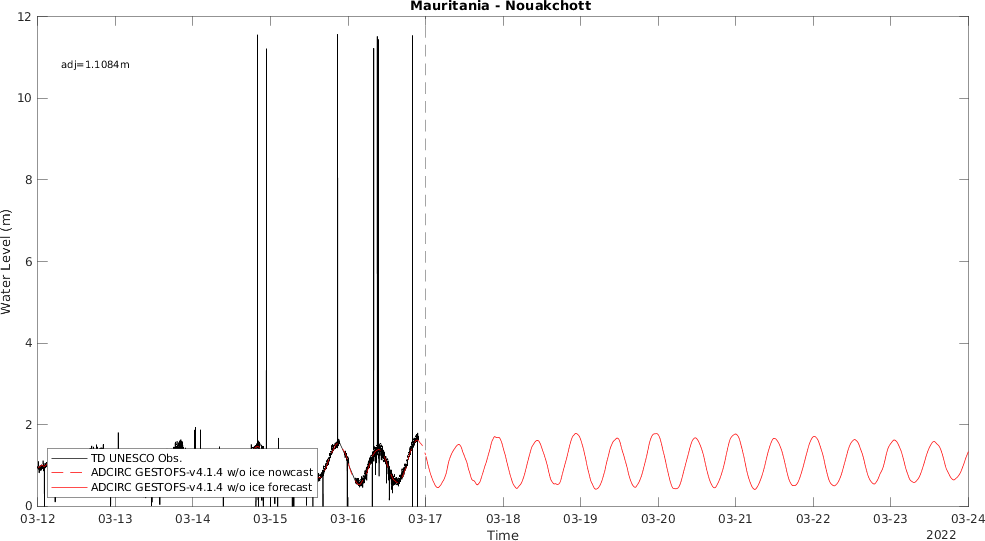 Mauritania - Nouakchott
12
adj=1.1084m
10
8
6
4
2
0
Water Level (m)
TD UNESCO Obs.
ADCIRC GESTOFS-v4.1.4 w/o ice nowcast
ADCIRC GESTOFS-v4.1.4 w/o ice forecast
03-12 03-13 03-14 03-15 03-16 03-17 03-18 03-19 03-20 03-21 03-22 03-23 03-24
Time
2022